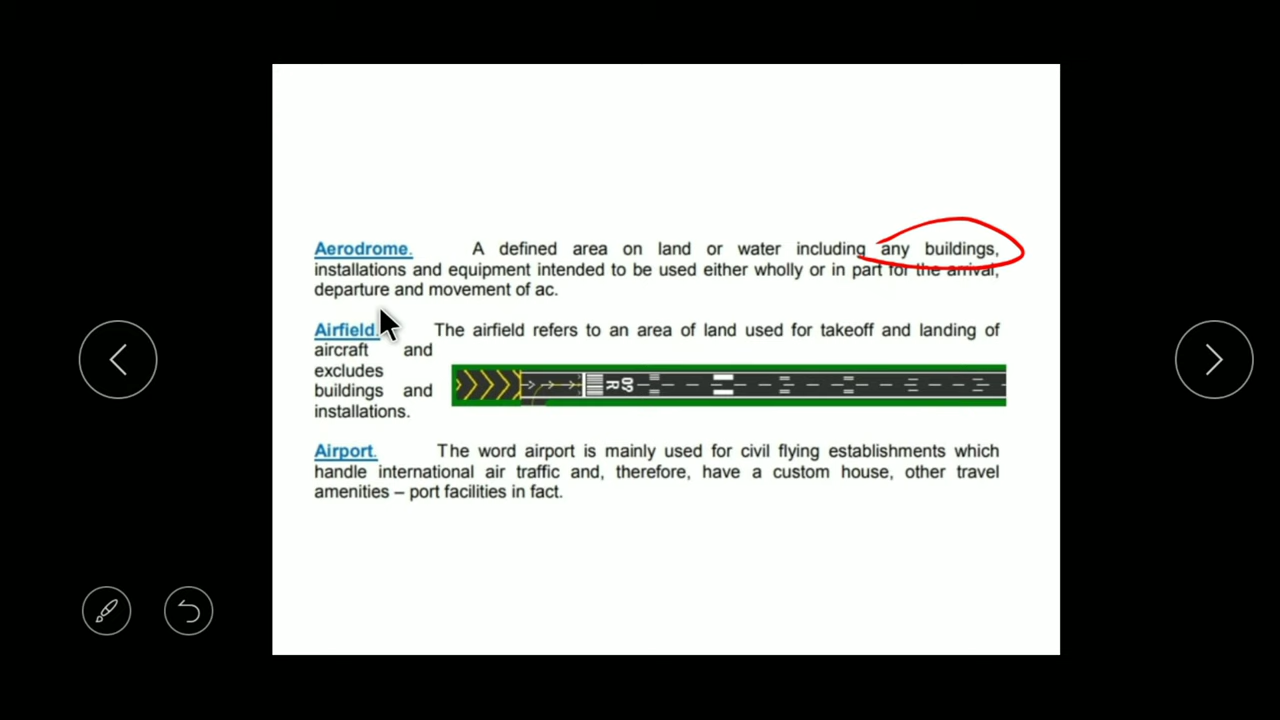 Aerodrome. A defined area on land or water including any buildings,
installations and equipment intended to be used either wholly or in part for the arrival,
departure and movement of ac.
Airfield. The airfield refers to an area of land used for takeoff and landing of
aircraft and
excludes
buildings and
installations.
09
R
Airport. The word airport is mainly used for civil flying establishments which
handle international air traffic and, therefore, have a custom house, other travel
amenities – port facilities in fact.